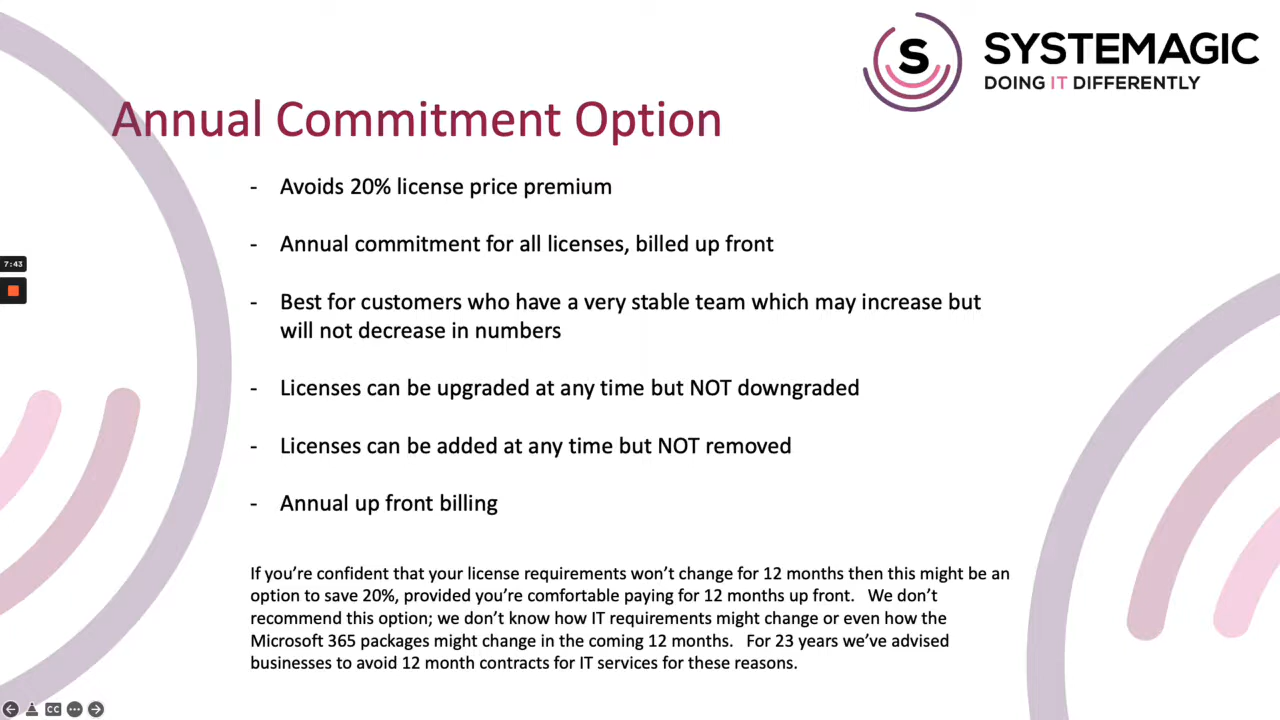 S
SYSTEMAGIC
DOING IT DIFFERENTLY
Annual Commitment Option
- Avoids 20% license price premium
- Annual commitment for all licenses, billed up front
7:43
- Best for customers who have a very stable team which may increase but
will not decrease in numbers
- Licenses can be upgraded at any time but NOT downgraded
- Licenses can be added at any time but NOT removed
- Annual up front billing
If you’re confident that your license requirements won’t change for 12 months then this might be an
option to save 20%, provided you’re comfortable paying for 12 months up front. We don’t
recommend this option; we don’t know how IT requirements might change or even how the
Microsoft 365 packages might change in the coming 12 months. For 23 years we’ve advised
businesses to avoid 12 month contracts for IT services for these reasons.
CC